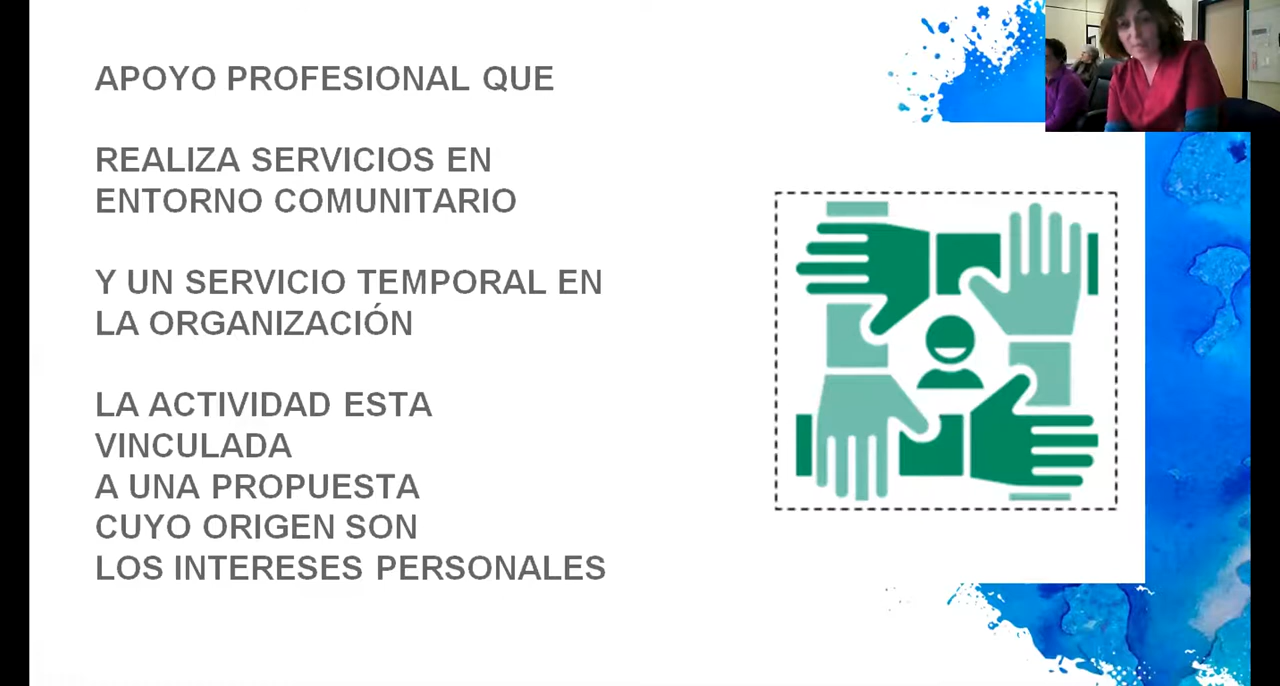 APOYO PROFESIONAL QUE
REALIZA SERVICIOS EN
ENTORNO COMUNITARIO
Y UN SERVICIO TEMPORAL EN
LA ORGANIZACIÓN
LA ACTIVIDAD ESTA
VINCULADA
A UNA PROPUESTA
CUYO ORIGEN SON
LOS INTERESES PERSONALES